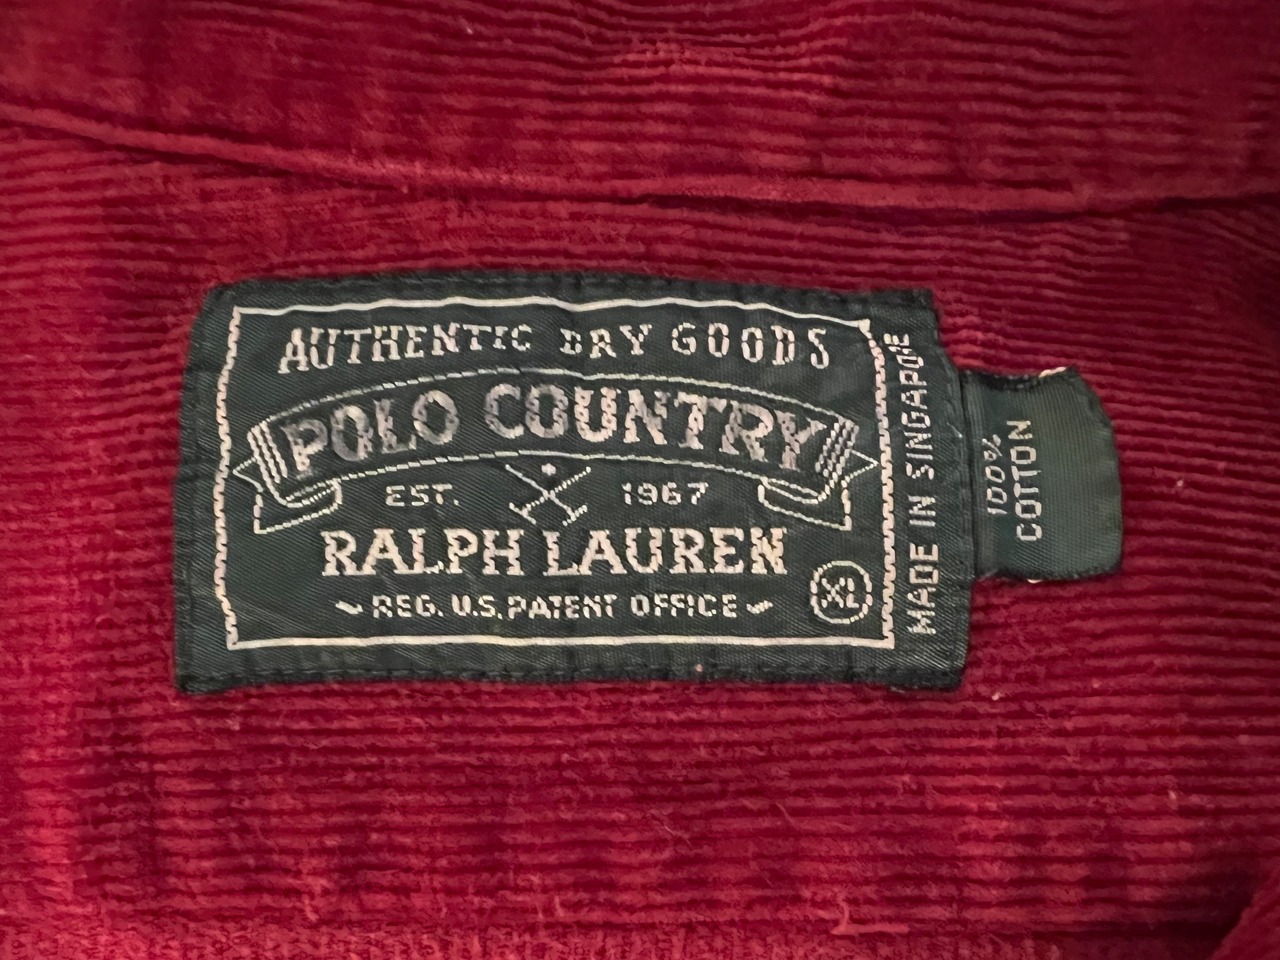 AUTHENTIC DRY GOODS
POLO COUNTRY
EST. 1967
RALPH LAUREN
REG. U.S. PATENT OFFICE
XL
MADE IN SINGAPORE
100%
COTTON